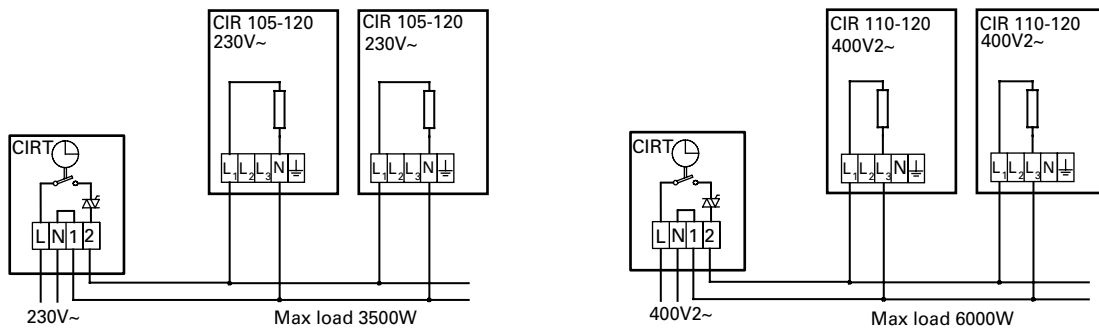 CIR 105-120
230V~
CIR 105-120
230V~
CIRT
L₁ L₂ L₃ N
L₁ L₂ L₃ N
L N 1 2
230V~
Max load 3500W
CIR 110-120
400V2~
CIR 110-120
400V2~
CIRT
L₁ L₂ L₃ N
L₁ L₂ L₃ N
L N 1 2
400V2~
Max load 6000W